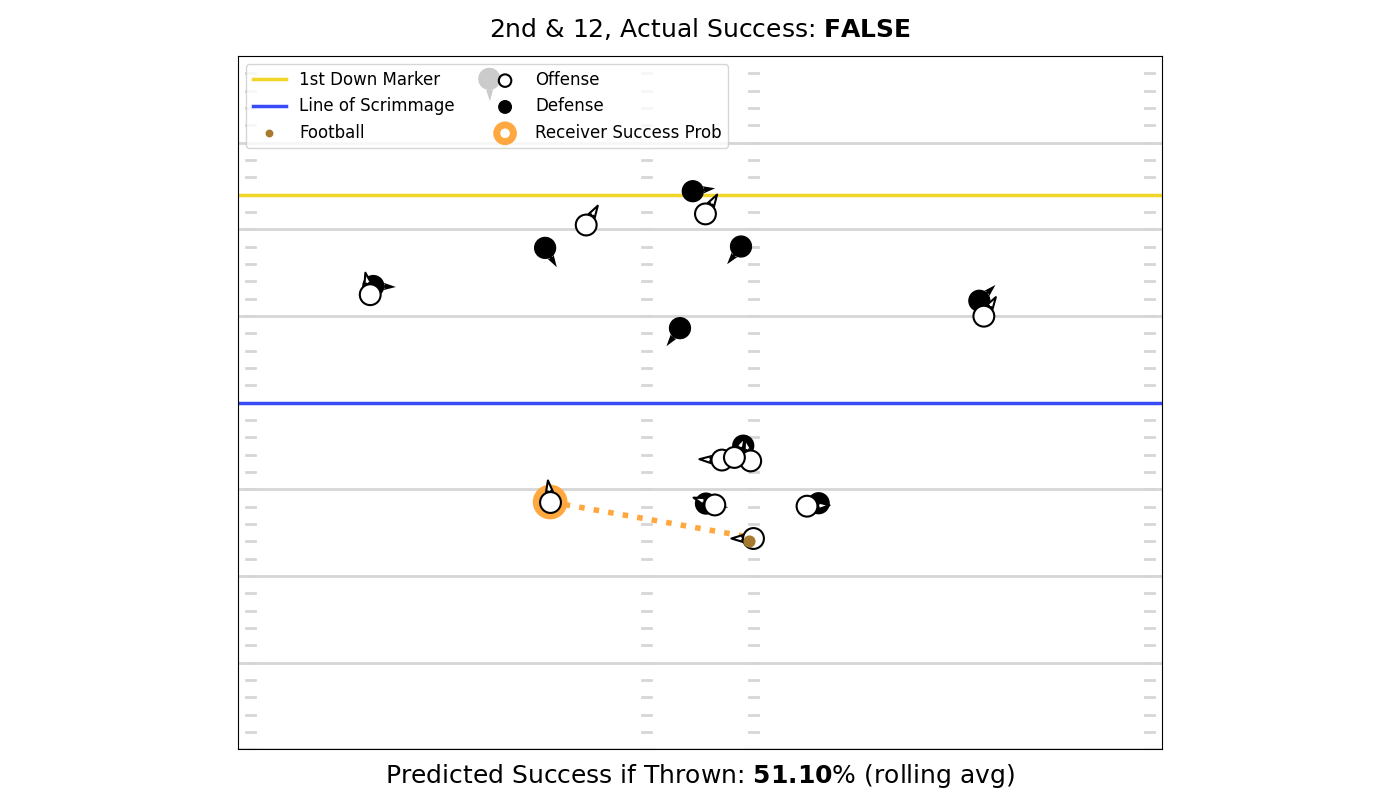 2nd & 12, Actual Success: FALSE
1st Down Marker
Line of Scrimmage
Football
Offense
Defense
Receiver Success Prob
Predicted Success if Thrown: 51.10% (rolling avg)